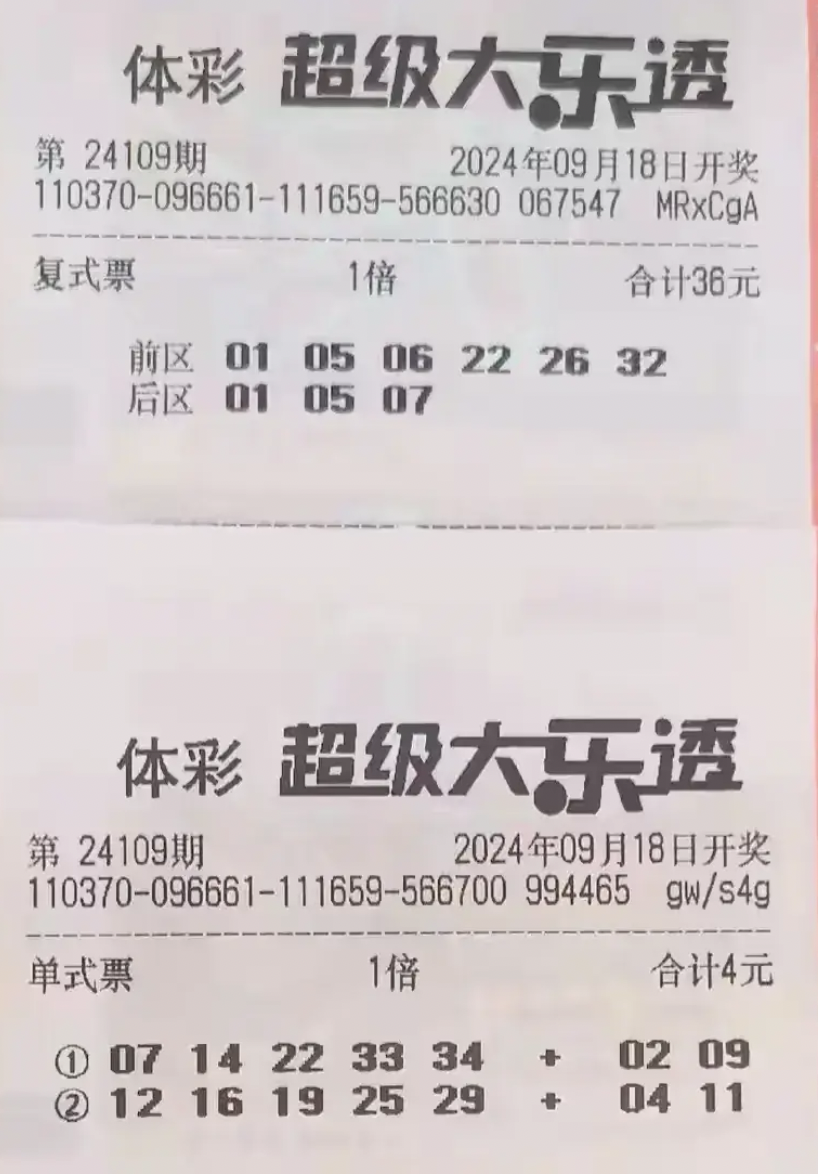 体彩 超级大乐透
第 24109期 2024年09月18日开奖
110370-096661-111659-566630 067547 MRxCgA
复式票 1倍 合计36元
前区 01 05 06 22 26 32
后区 01 05 07
体彩 超级大乐透
第 24109期 2024年09月18日开奖
110370-096661-111659-566700 994465 gw/s4g
单式票 1倍 合计4元
① 07 14 22 33 34 + 02 09
② 12 16 19 25 29 + 04 11